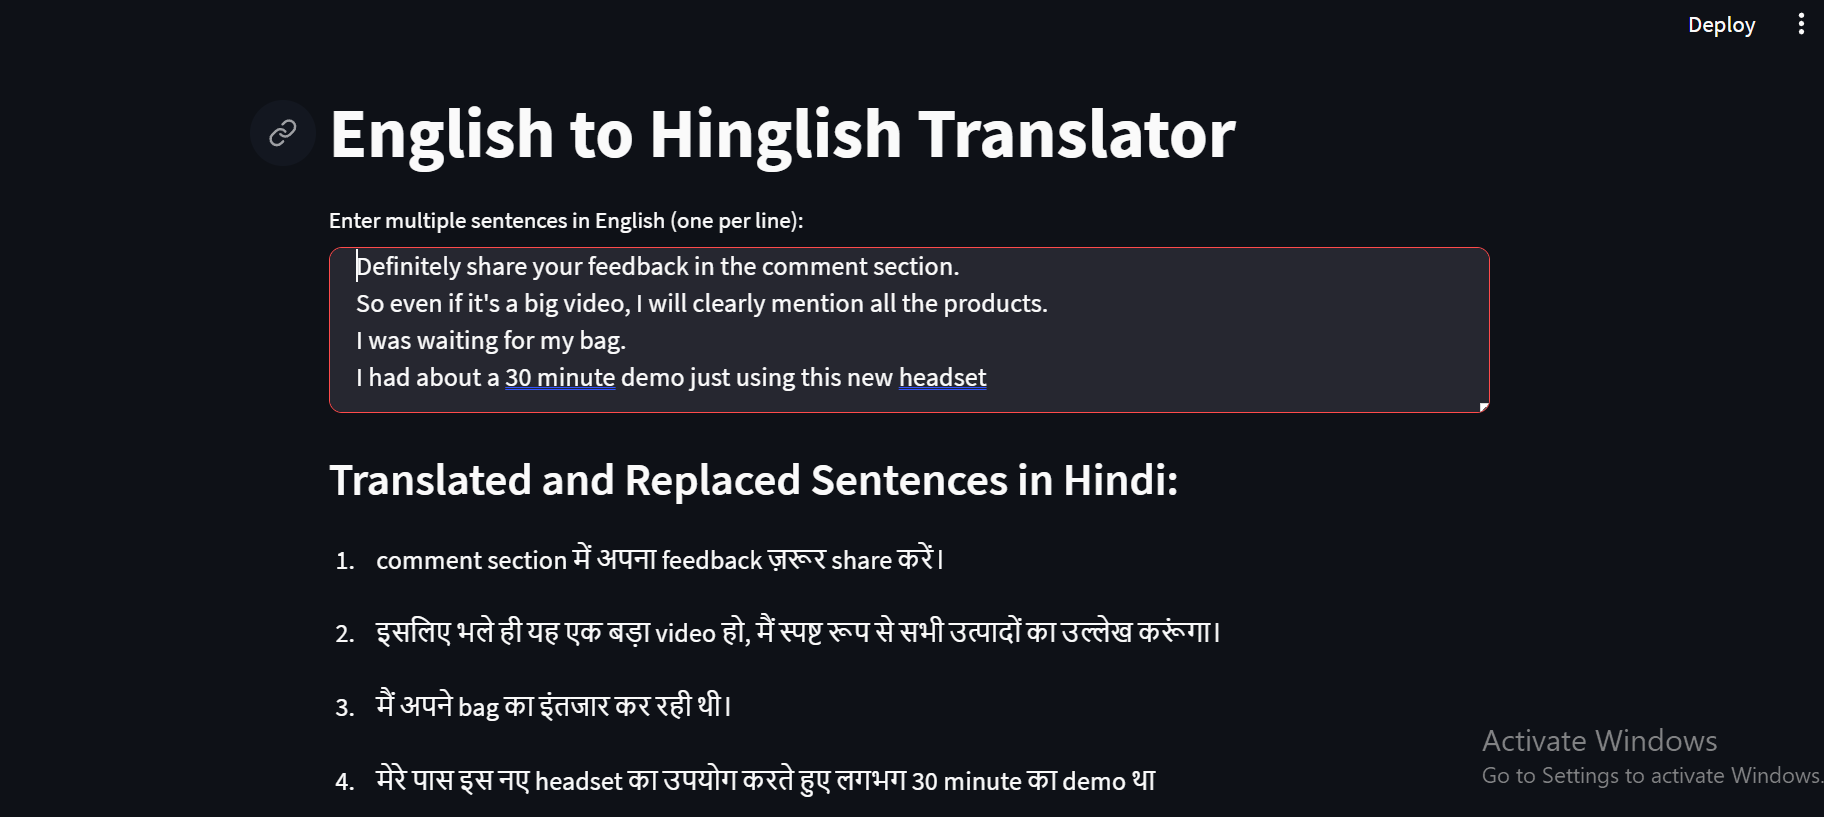 Deploy
English to Hinglish Translator
Enter multiple sentences in English (one per line):
Definitely share your feedback in the comment section.
So even if it's a big video, I will clearly mention all the products.
I was waiting for my bag.
I had about a 30 minute demo just using this new headset
Translated and Replaced Sentences in Hindi:
1. comment section में अपना feedback ज़रूर share करें।
2. इसलिए भले ही यह एक बड़ा video हो, मैं स्पष्ट रूप से सभी उत्पादों का उल्लेख करूंगा।
3. मैं अपने bag का इंतजार कर रही थी।
4. मेरे पास इस नए headset का उपयोग करते हुए लगभग 30 minute का demo था
Activate Windows
Go to Settings to activate Windows.